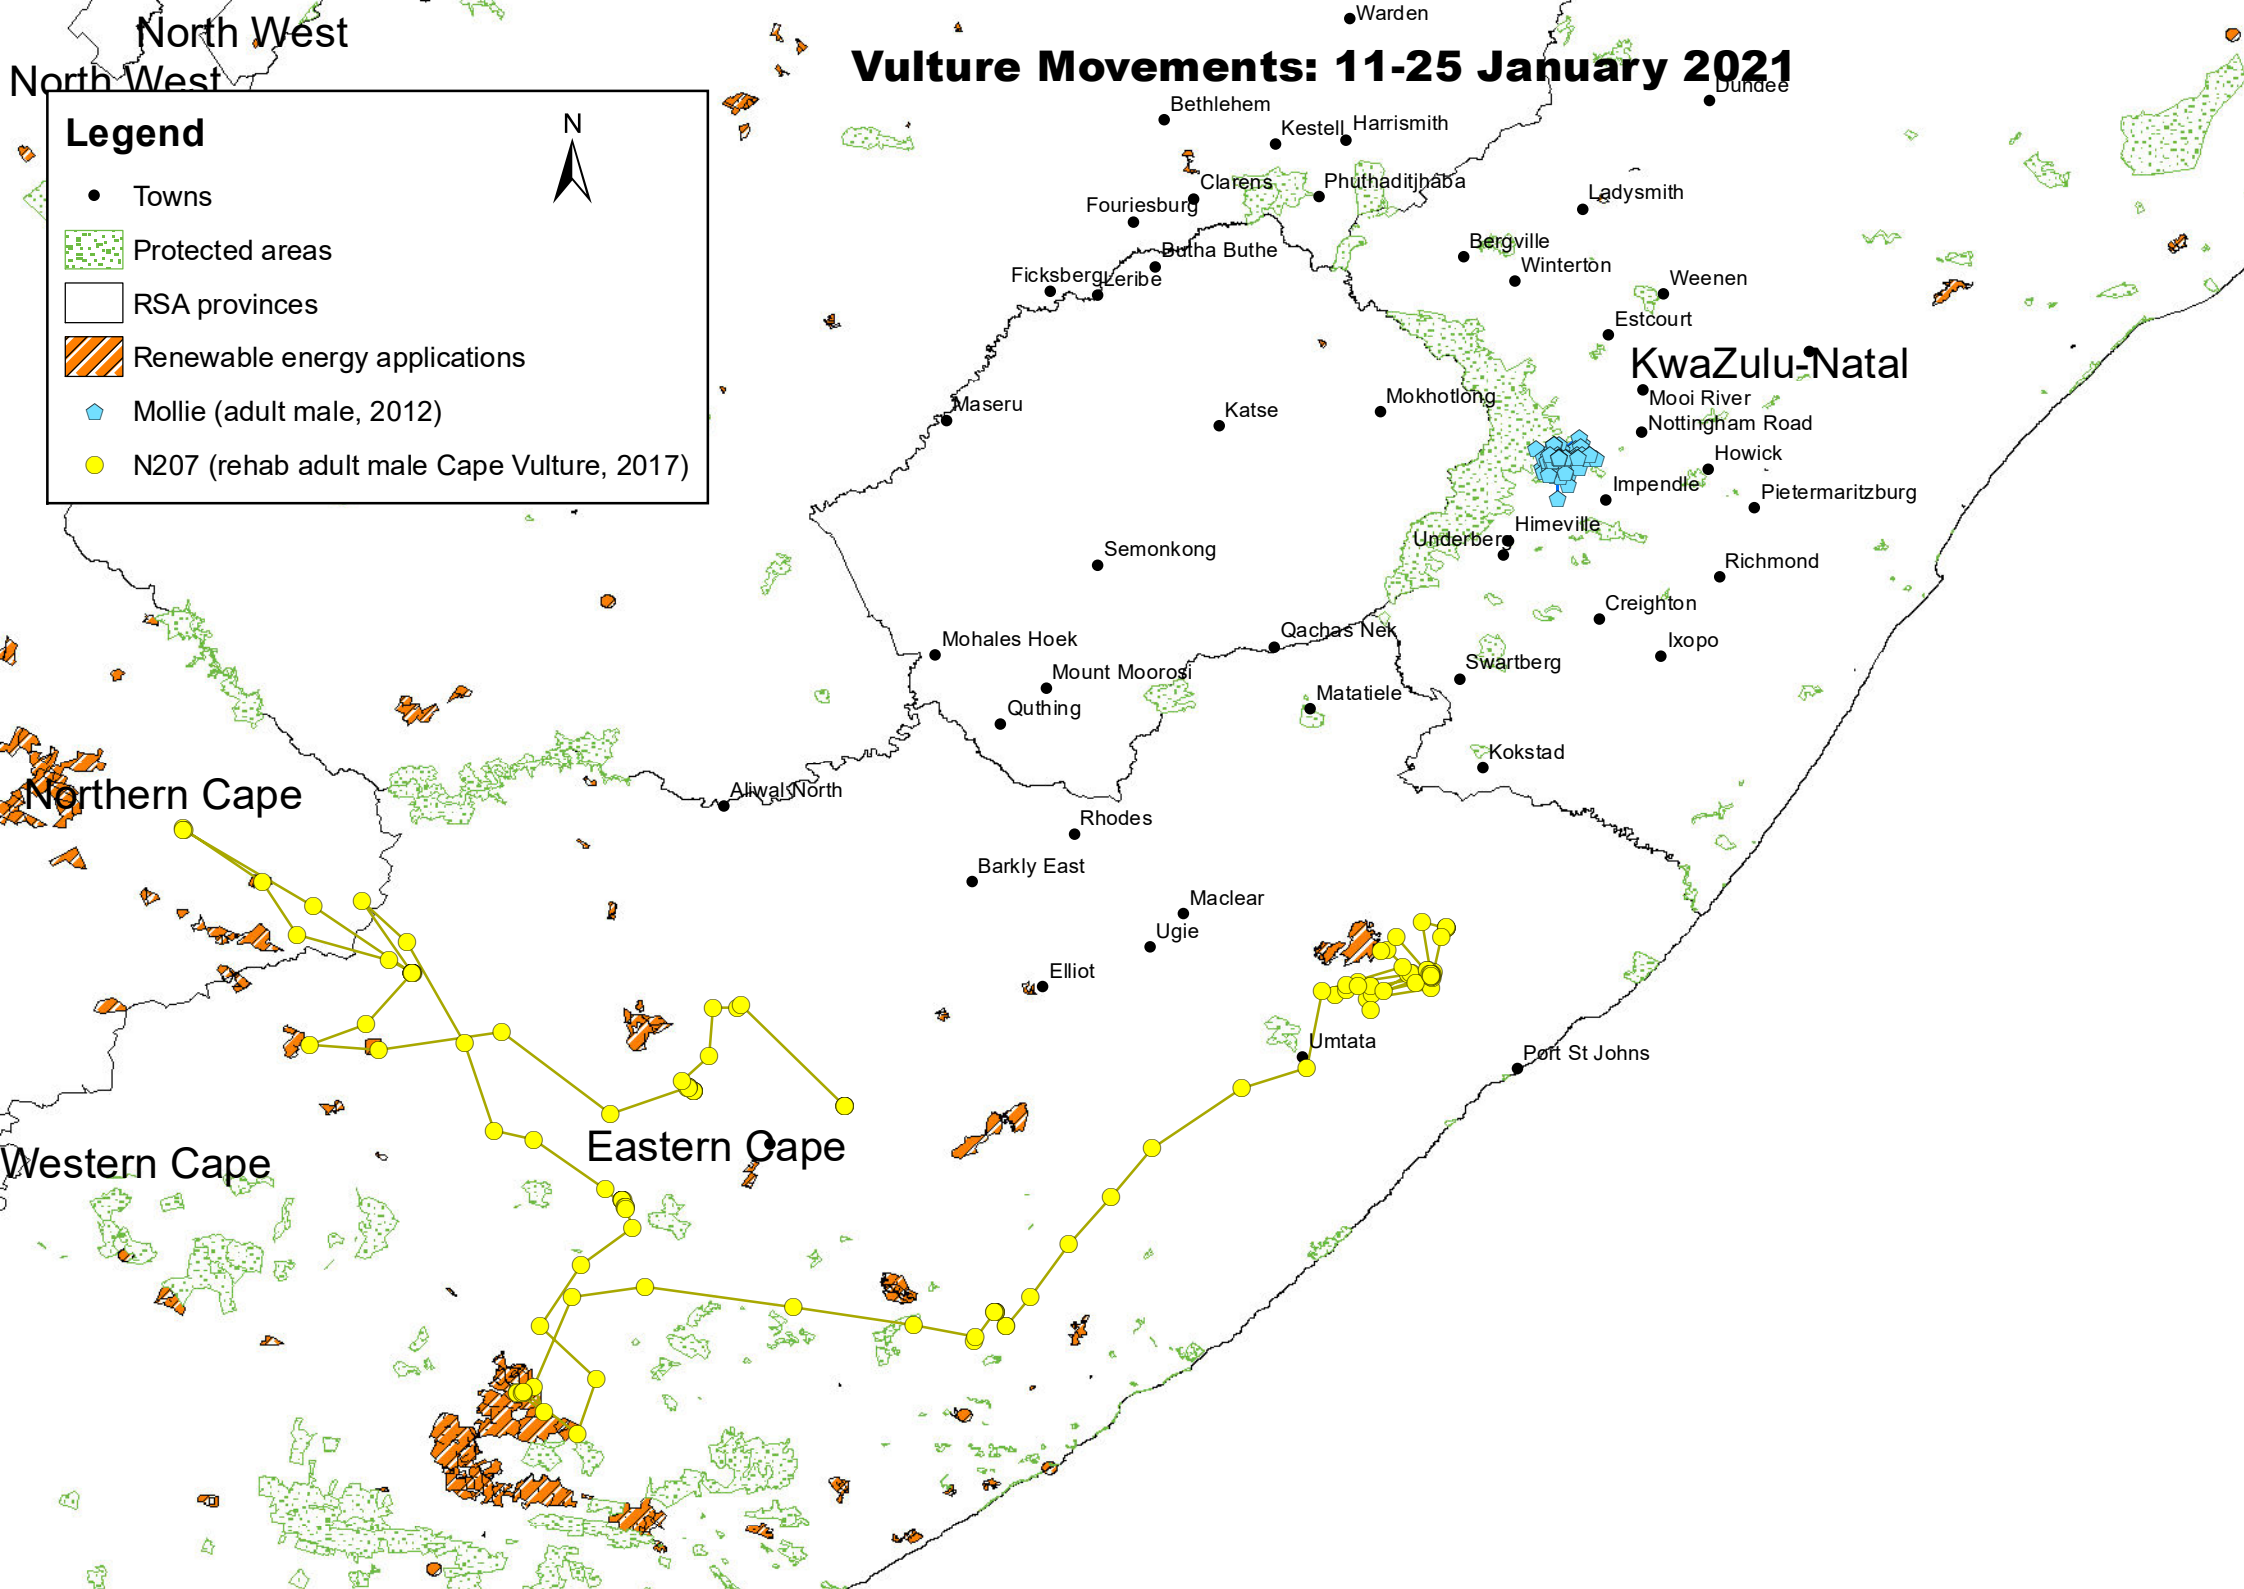 Warden
North West
Vulture Movements: 11-25 January 2021
North West
Dundee
Bethlehem
Kestell
Harrismith
Legend
N
Towns
Protected areas
RSA provinces
Renewable energy applications
Mollie (adult male, 2012)
N207 (rehab adult male Cape Vulture, 2017)
Clarens
Phuthaditjhaba
Ladysmith
Fouriesburg
Bergville
Butha Buthe
Winterton
Ficksberg
Leribe
Weenen
Estcourt
KwaZulu-Natal
Maseru
Katse
Mokhotlong
Mooi River
Nottingham Road
Howick
Impendle
Pietermaritzburg
Himeville
Underberg
Semonkong
Richmond
Creighton
Mohales Hoek
Qachas Nek
Ixopo
Mount Moorosi
Swartberg
Quthing
Matatiele
Kokstad
Northern Cape
Aliwal North
Rhodes
Barkly East
Maclear
Ugie
Elliot
Umtata
Port St Johns
Eastern Cape
Western Cape